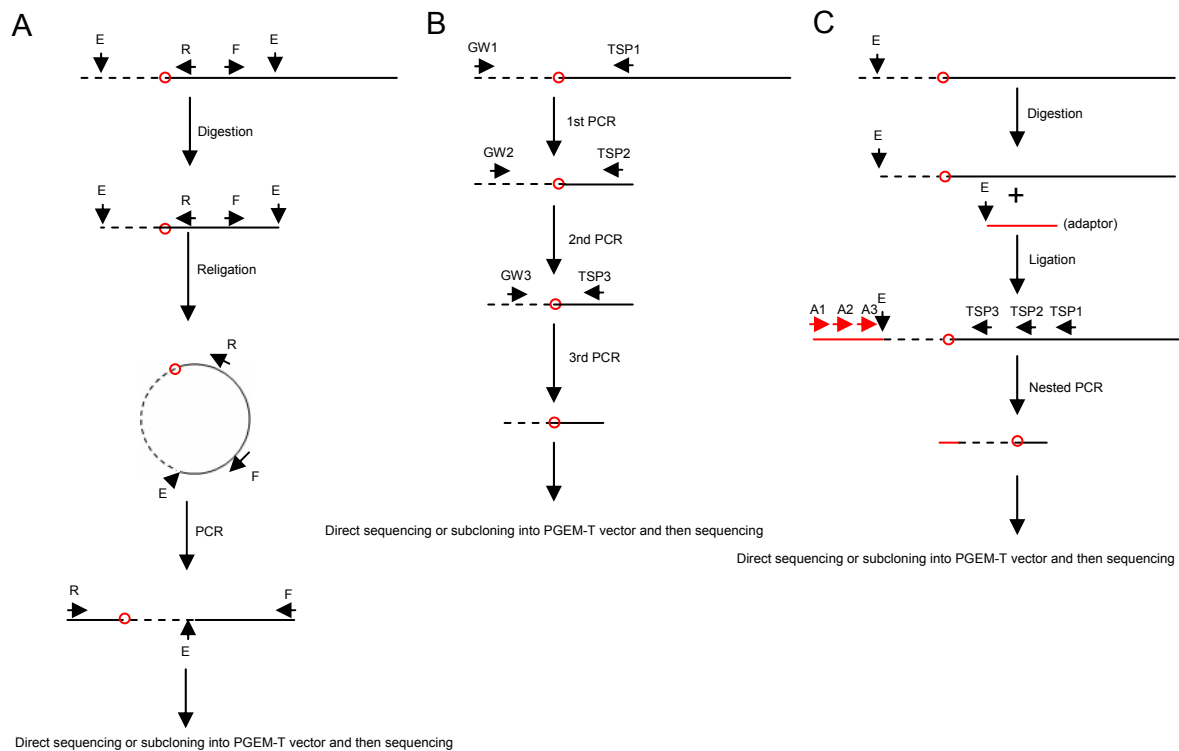 A
E R F E
Digestion
E R F E
Religation
R
F
E
PCR
R F
E
Direct sequencing or subcloning into PGEM-T vector and then sequencing
B
GW1 TSP1
1st PCR
GW2 TSP2
2nd PCR
GW3 TSP3
3rd PCR
Direct sequencing or subcloning into PGEM-T vector and then sequencing
C
E
Digestion
E
E +
(adaptor)
Ligation
A1 A2 A3 E TSP3 TSP2 TSP1
Nested PCR
Direct sequencing or subcloning into PGEM-T vector and then sequencing